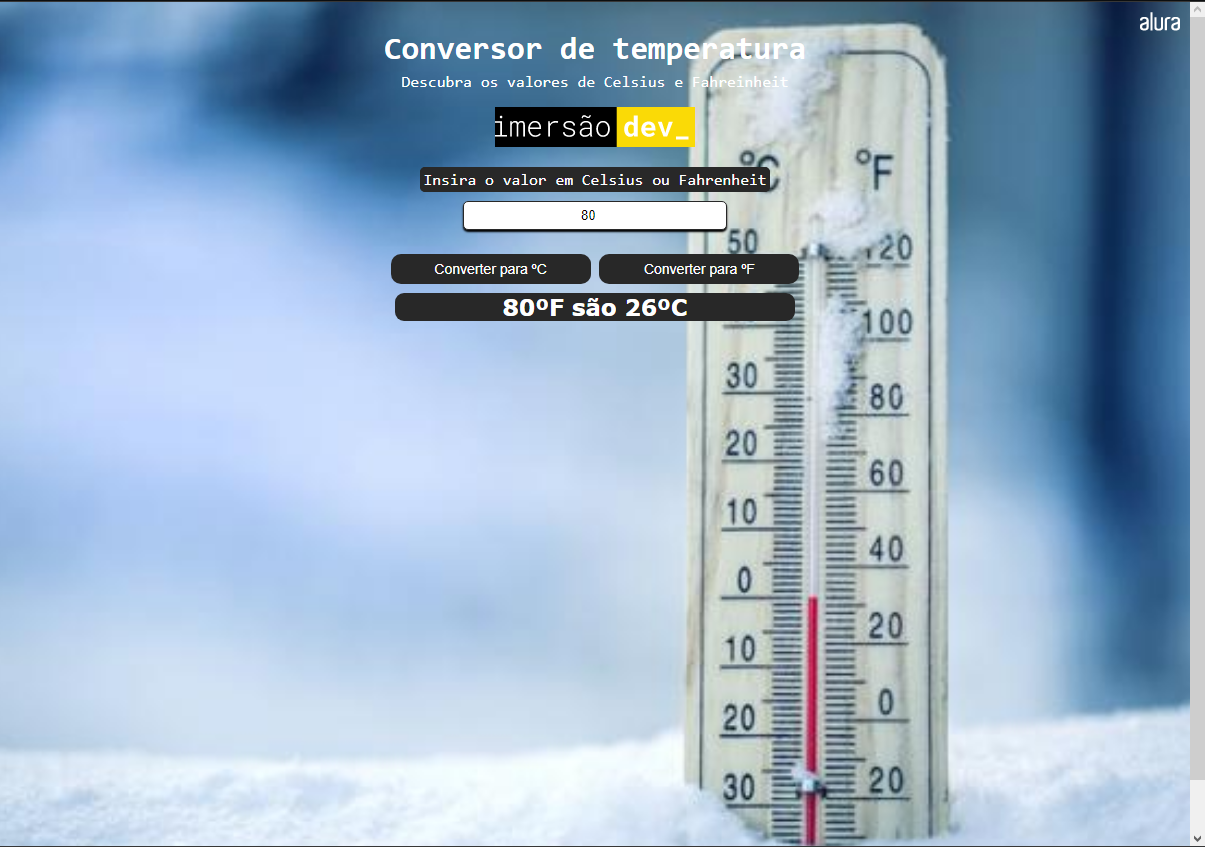 alura
Conversor de temperatura
Descubra os valores de Celsius e Fahreinheit
imersão dev_
Insira o valor em Celsius ou Fahrenheit
80
Converter para ºC Converter para ºF
80ºF são 26ºC
ºC ºF
50 120
100
30 80
20 60
10
40
0
20
10
0
20
20
30